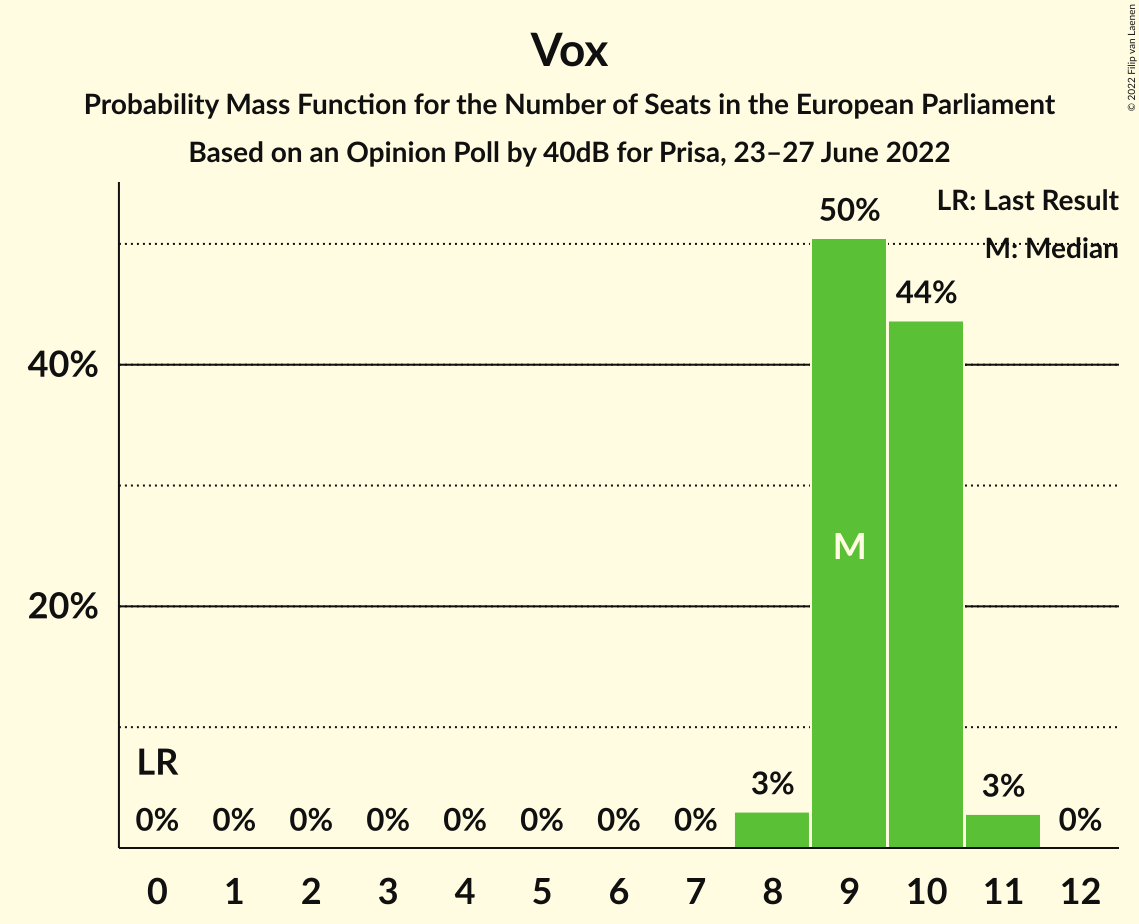 Vox
Probability Mass Function for the Number of Seats in the European Parliament
Based on an Opinion Poll by 40dB for Prisa, 23–27 June 2022
© 2022 Filip van Laenen
LR: Last Result
M: Median
50%
44%
40%
M
20%
LR
0% 0% 0% 0% 0% 0% 0% 0% 3% 3% 0%
0 1 2 3 4 5 6 7 8 9 10 11 12